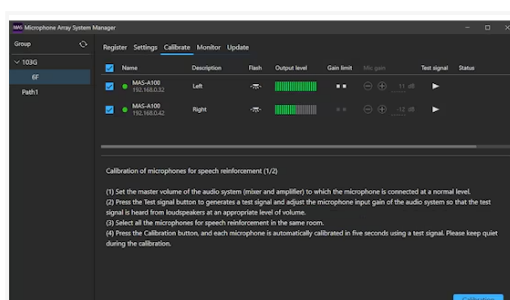 MAS Microphone Array System Manager
Group
Register Settings Calibrate Monitor Update
103G
6F
Path1
Name Description Flash Output level Gain limit Mic gain Test signal Status
MAS-A100
192.168.0.32
Left
11 dB
MAS-A100
192.168.0.42
Right
-12 dB
Calibration of microphones for speech reinforcement (1/2)
(1) Set the master volume of the audio system (mixer and amplifier) to which the microphone is connected at a normal level.
(2) Press the Test signal button to generates a test signal and adjust the microphone input gain of the audio system so that the test
signal is heard from loudspeakers at an appropriate level of volume.
(3) Select all the microphones for speech reinforcement in the same room.
(4) Press the Calibration button, and each microphone is automatically calibrated in five seconds using a test signal. Please keep quiet
during the calibration.